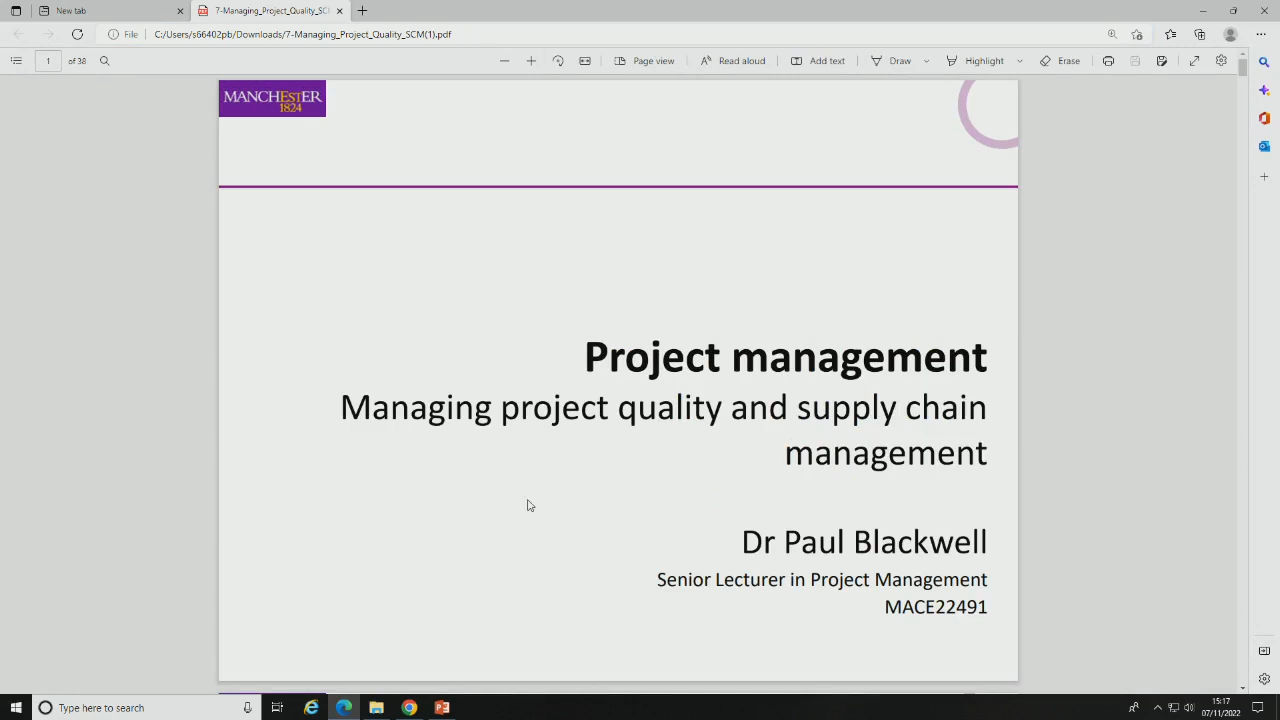 New tab
7-Managing_Project_Quality_SC
File
C:/Users/s66402pb/Downloads/7-Managing_Project_Quality_SCM(1).pdf
1
of 38
Page view
Read aloud
Add text
Draw
Highlight
Erase
MANCHESTER
1824
Project management
Managing project quality and supply chain
management
Dr Paul Blackwell
Senior Lecturer in Project Management
MACE22491
Type here to search
15:17
07/11/2022